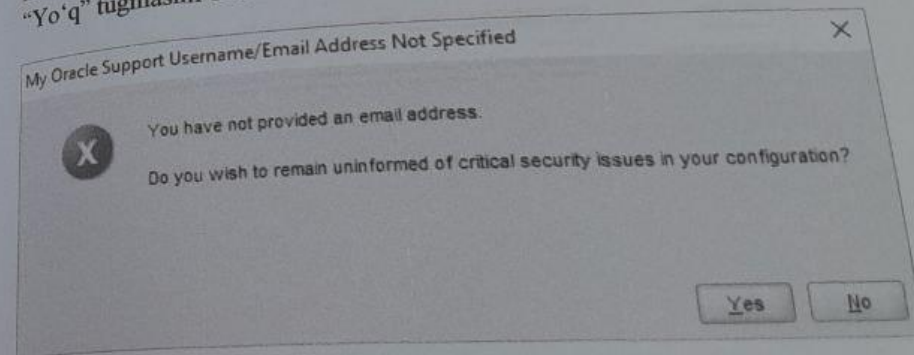 “Yo‘q”
My Oracle Support Username/Email Address Not Specified
You have not provided an email address.
Do you wish to remain uninformed of critical security issues in your configuration?
Yes No